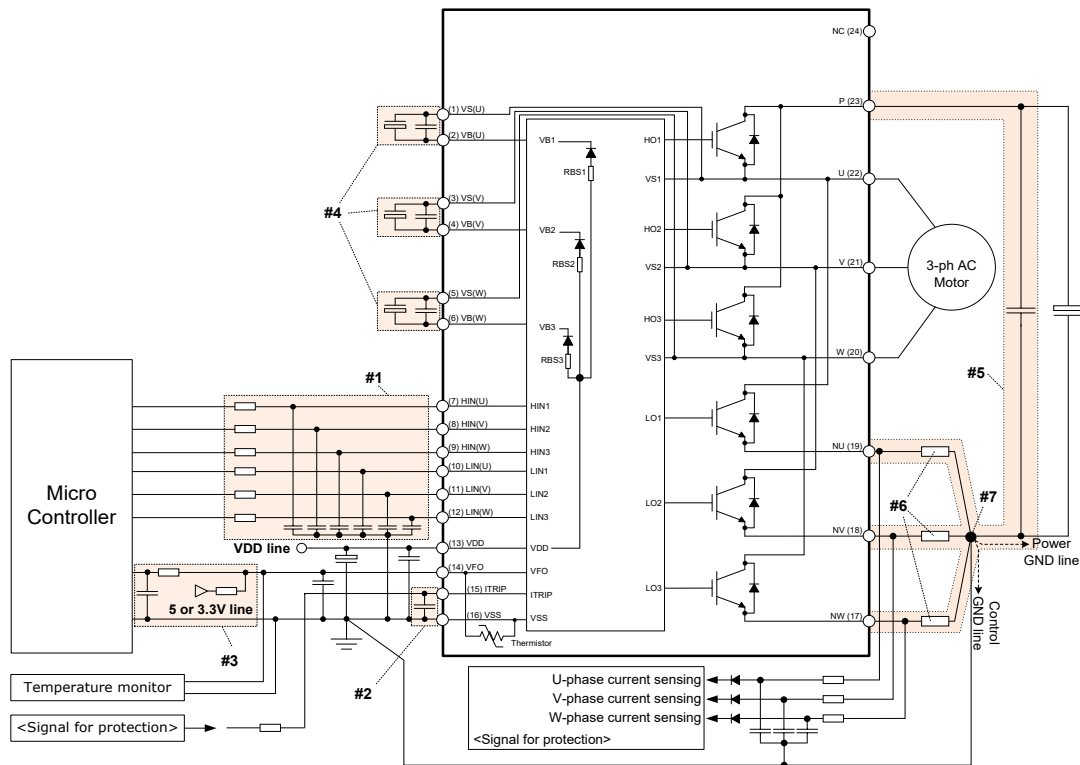 NC (24)
(1) VS(U)
(2) VB(U)
(3) VS(V)
(4) VB(V)
(5) VS(W)
(6) VB(W)
#4
VB1
RBS1
VB2
RBS2
VB3
RBS3
HO1
VS1
HO2
VS2
HO3
VS3
LO1
LO2
LO3
P (23)
U (22)
V (21)
W (20)
NU (19)
NV (18)
NW (17)
3-ph AC
Motor
#5
#6
#7
Power
GND line
Control
GND line
Micro
Controller
#1
(7) HIN(U)
(8) HIN(V)
(9) HIN(W)
(10) LIN(U)
(11) LIN(V)
(12) LIN(W)
(13) VDD
(14) VFO
(15) ITRIP
(16) VSS
HIN1
HIN2
HIN3
LIN1
LIN2
LIN3
VDD
VFO
ITRIP
VSS
VDD line
5 or 3.3V line
Thermistor
#3
#2
Temperature monitor
<Signal for protection>
U-phase current sensing
V-phase current sensing
W-phase current sensing
<Signal for protection>